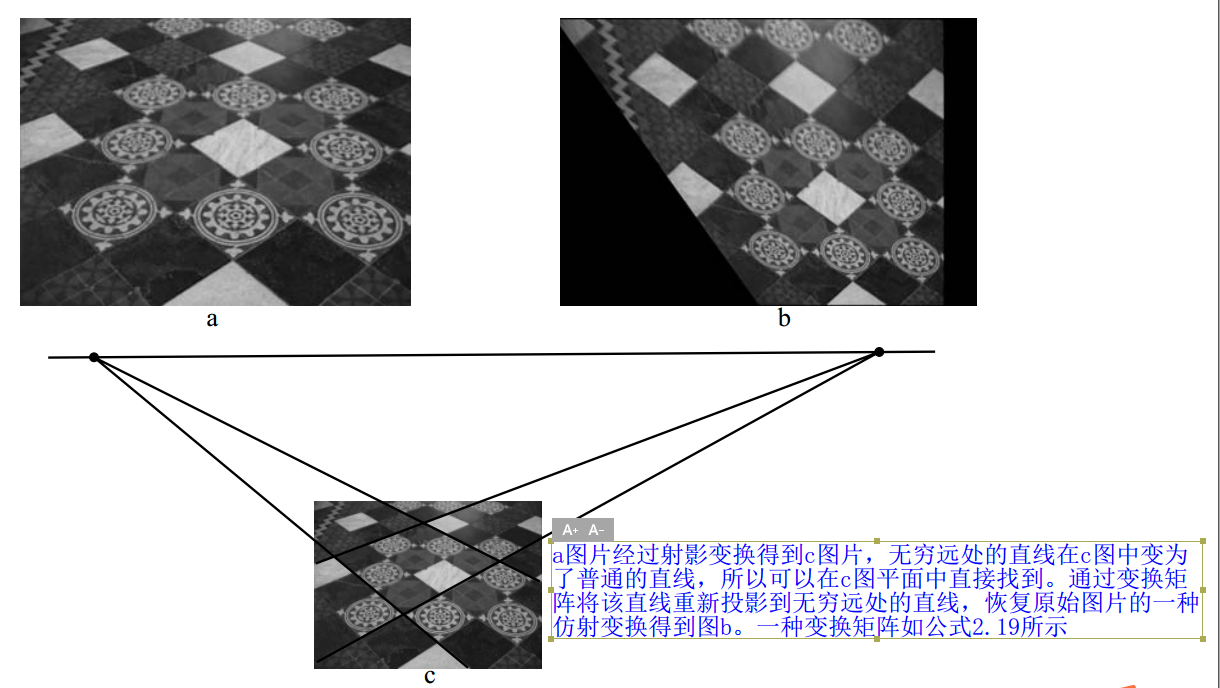 a
b
A+ A-
a图片经过射影变换得到c图片，无穷远处的直线在c图中变为
了普通的直线，所以可以在c图平面中直接找到。通过变换矩
阵将该直线重新投影到无穷远处的直线，恢复原始图片的一种
仿射变换得到图b。一种变换矩阵如公式2.19所示
c